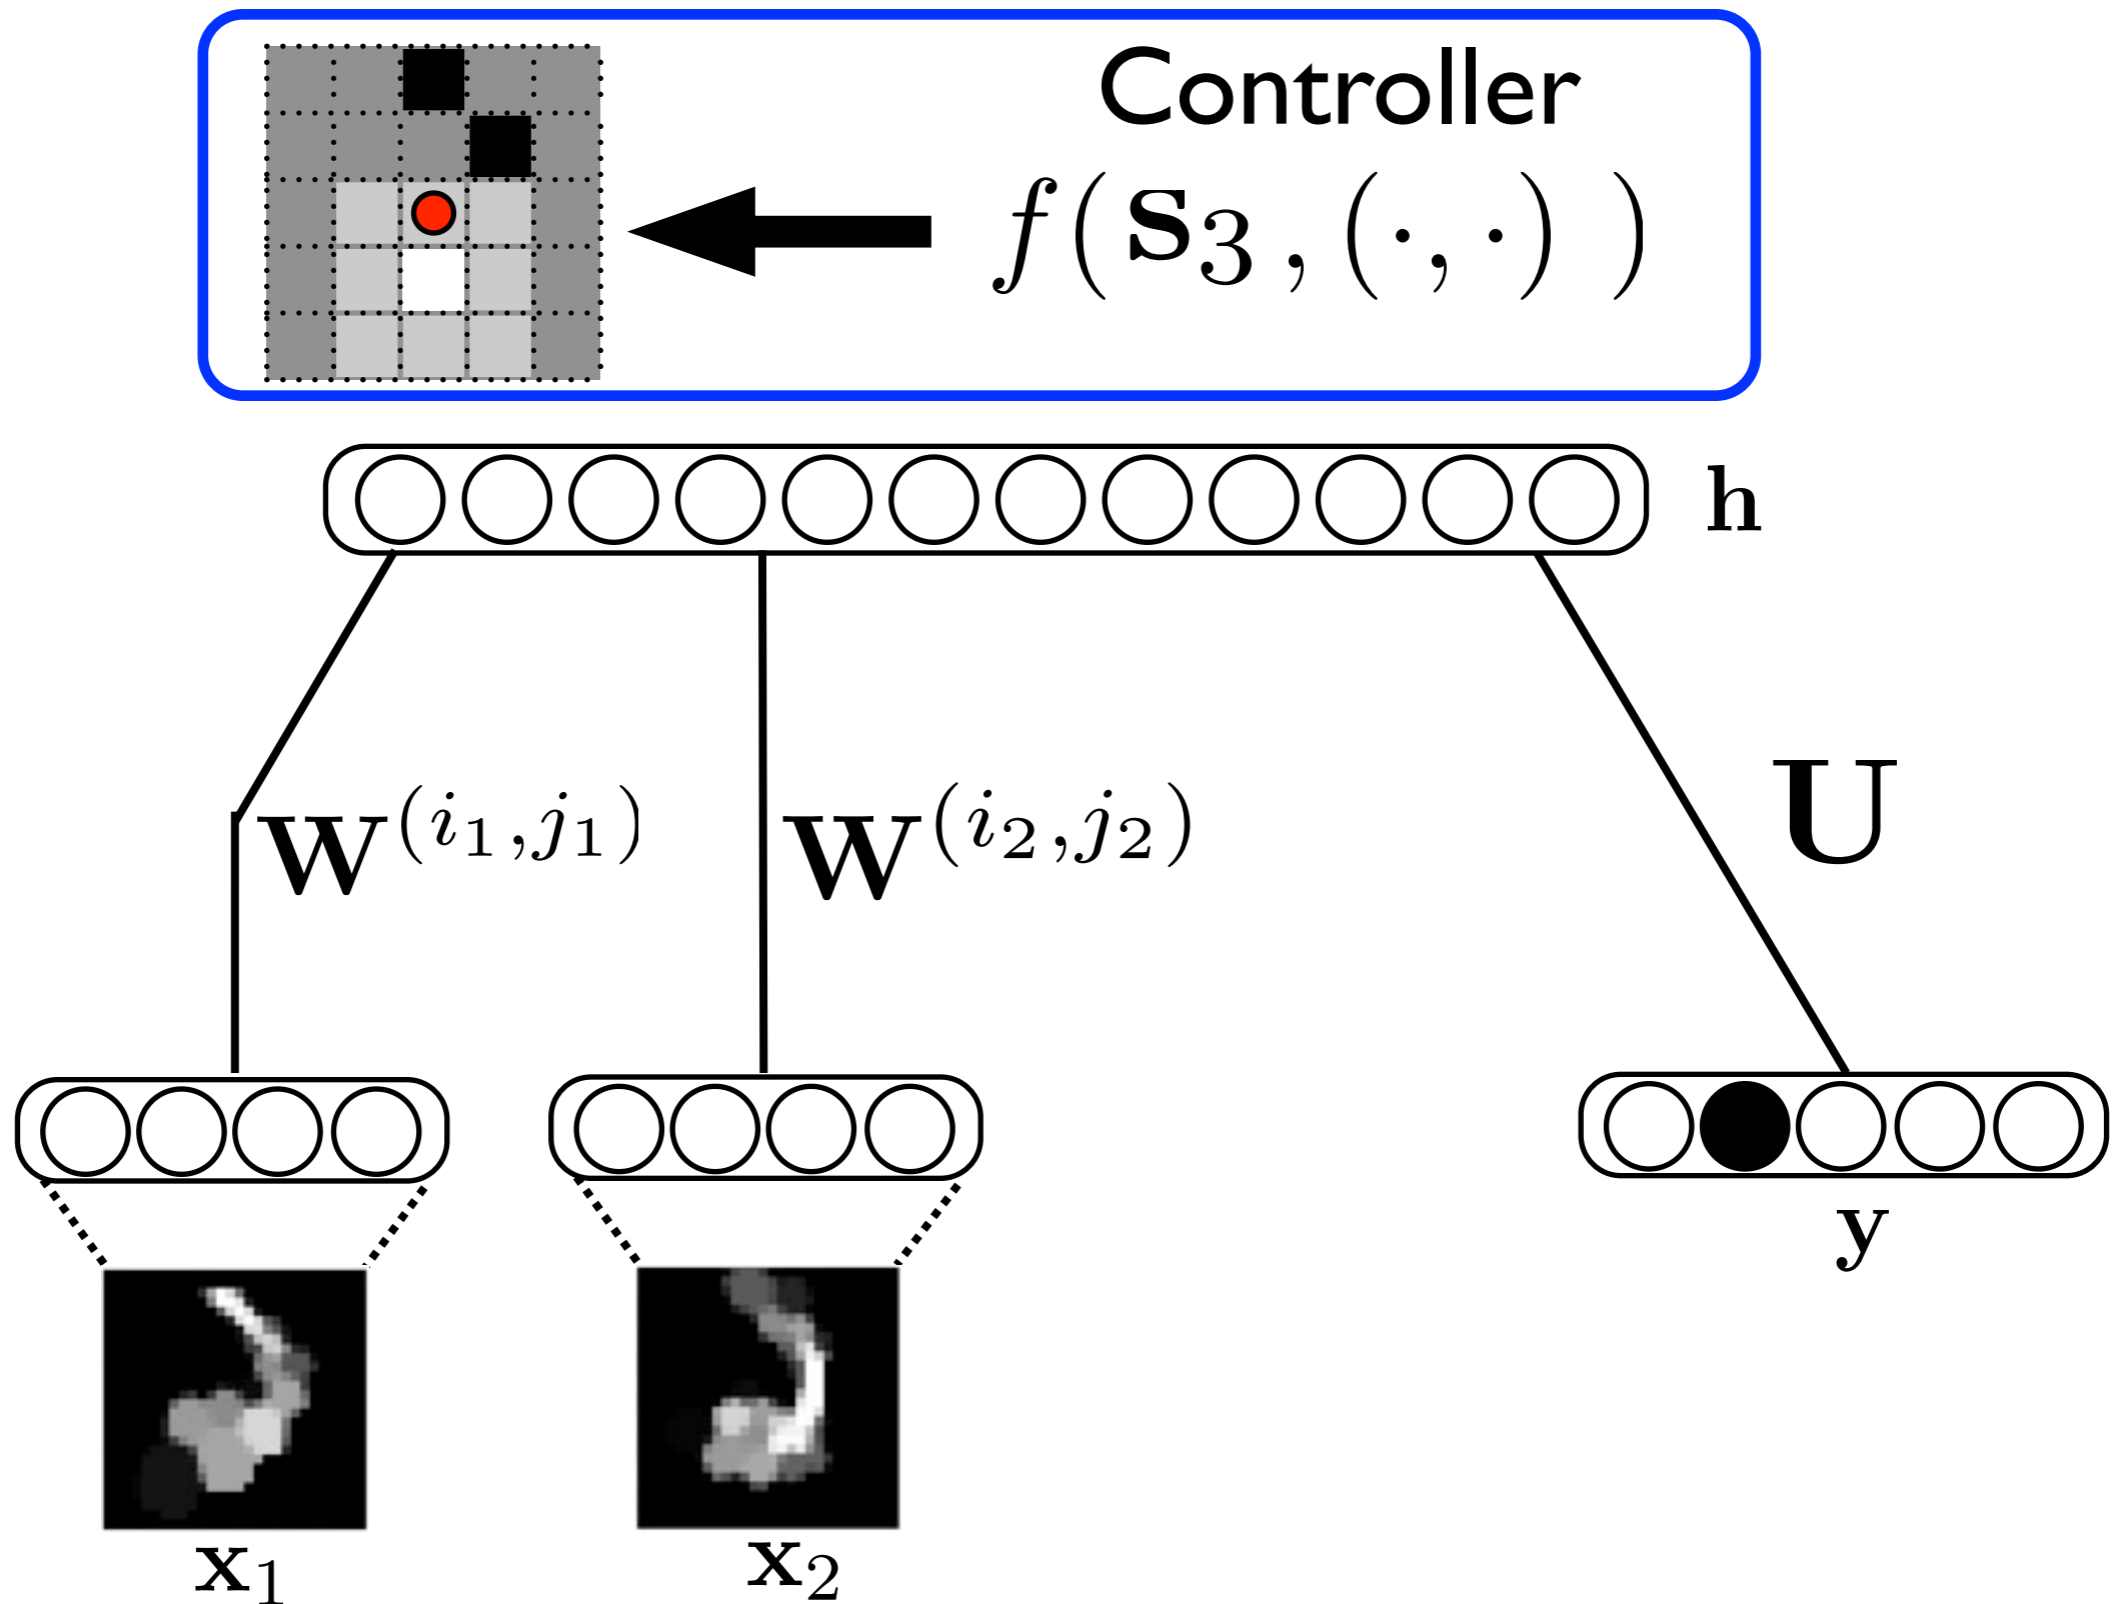 Controller
f( s₃ , (·, ·) )
h
W^(i₁,j₁) W^(i₂,j₂) U
y
x₁ x₂